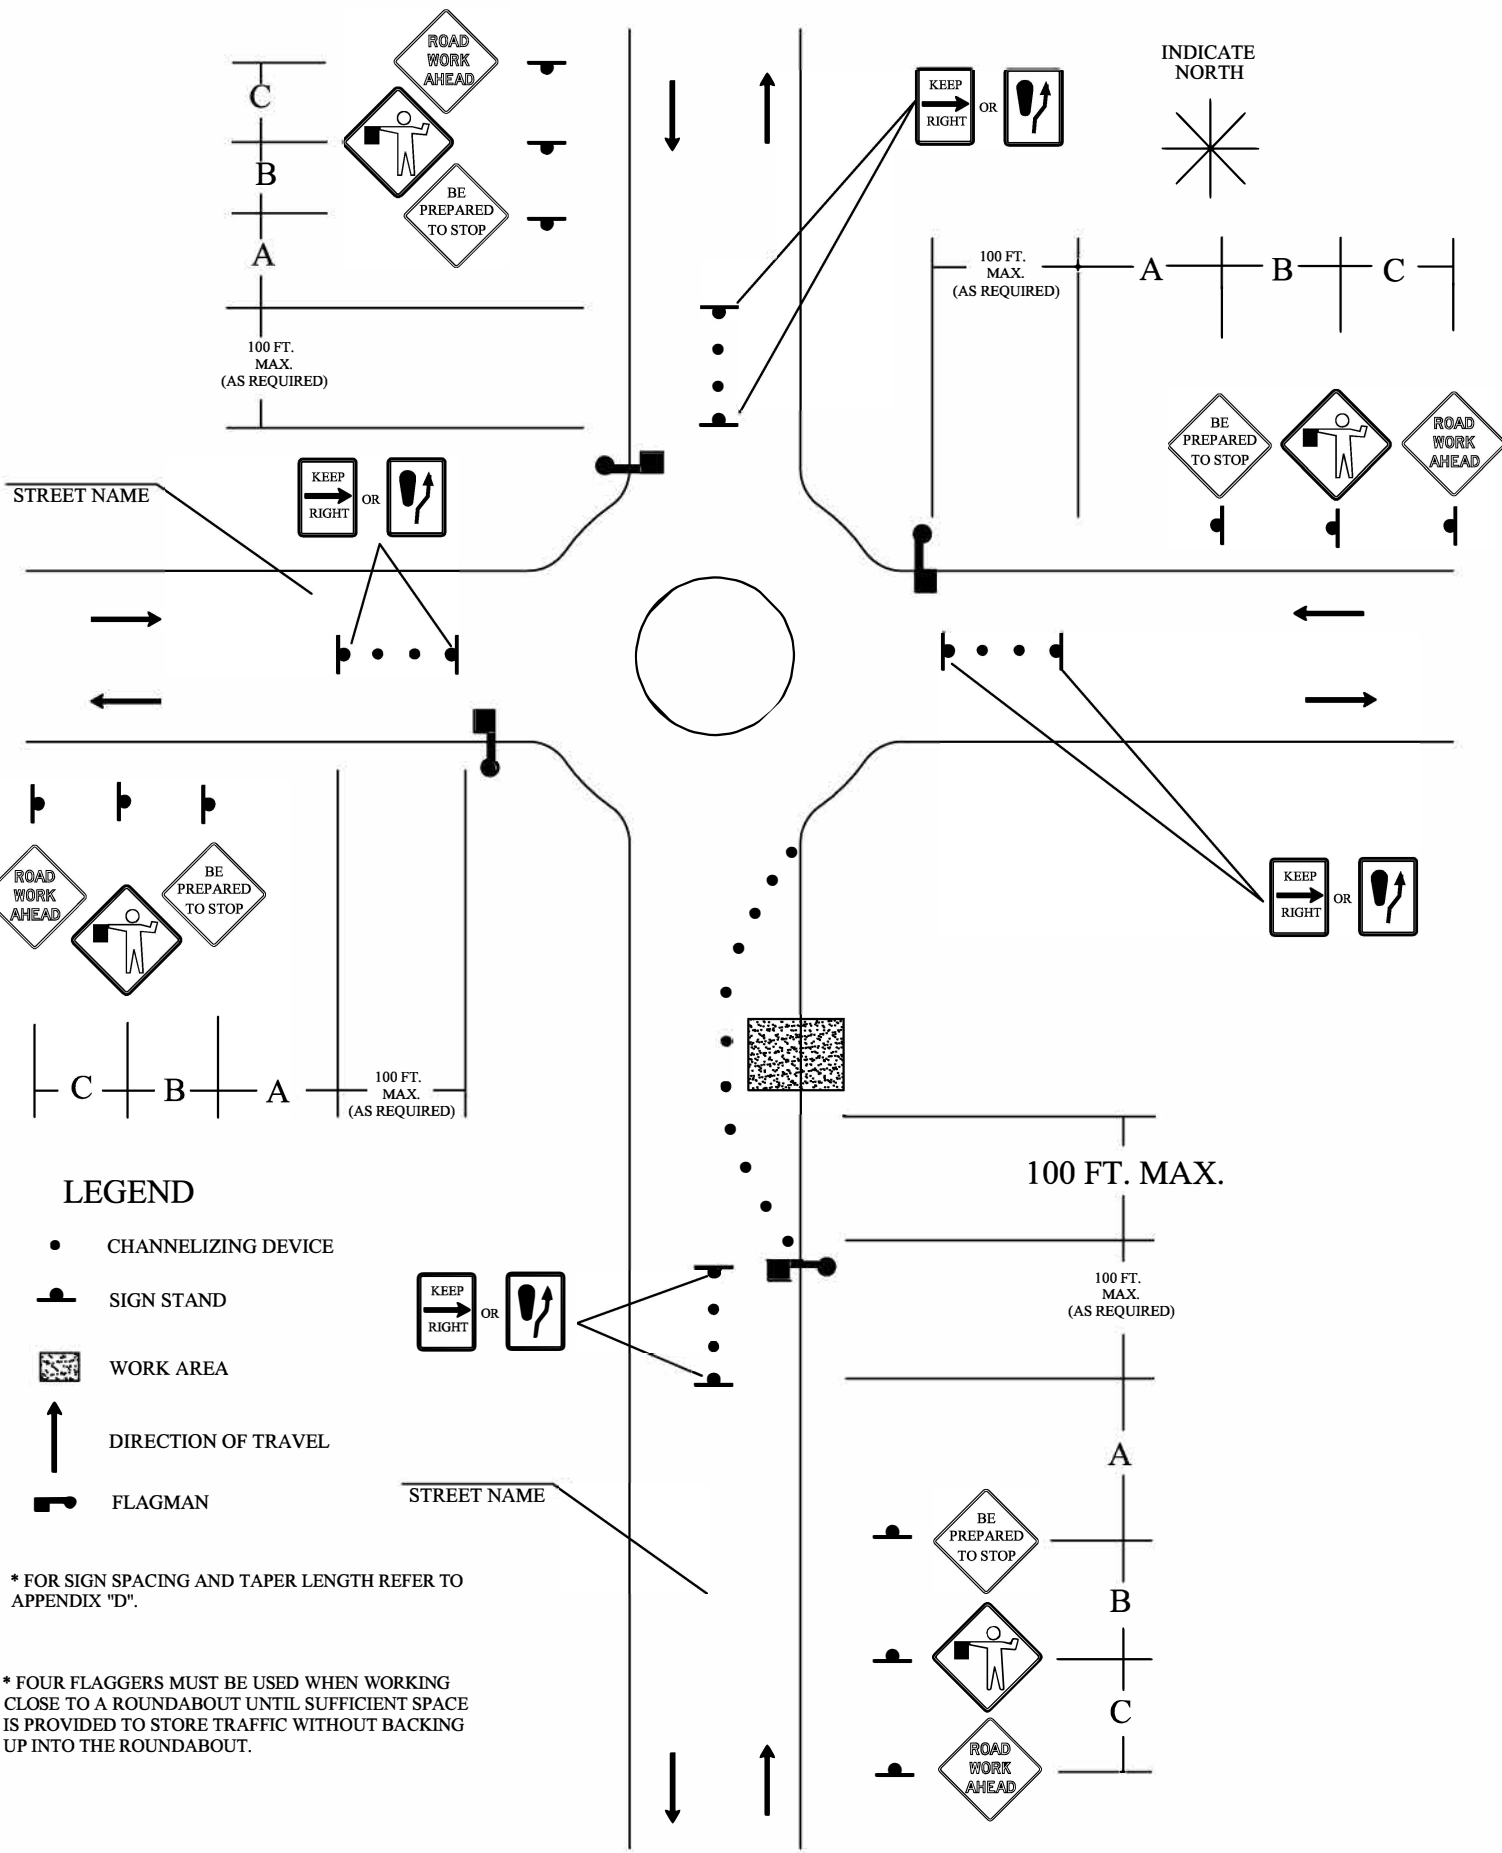 ROAD
WORK
AHEAD
C
B
BE
PREPARED
TO STOP
A
100 FT.
MAX.
(AS REQUIRED)
KEEP
RIGHT
OR
INDICATE
NORTH
100 FT.
MAX.
(AS REQUIRED)
A
B
C
BE
PREPARED
TO STOP
ROAD
WORK
AHEAD
STREET NAME
KEEP
RIGHT
OR
KEEP
RIGHT
OR
ROAD
WORK
AHEAD
BE
PREPARED
TO STOP
C
B
A
100 FT.
MAX.
(AS REQUIRED)
100 FT. MAX.
100 FT.
MAX.
(AS REQUIRED)
LEGEND
CHANNELIZING DEVICE
SIGN STAND
WORK AREA
DIRECTION OF TRAVEL
FLAGMAN
KEEP
RIGHT
OR
STREET NAME
A
BE
PREPARED
TO STOP
B
C
ROAD
WORK
AHEAD
* FOR SIGN SPACING AND TAPER LENGTH REFER TO
APPENDIX "D".
* FOUR FLAGGERS MUST BE USED WHEN WORKING
CLOSE TO A ROUNDABOUT UNTIL SUFFICIENT SPACE
IS PROVIDED TO STORE TRAFFIC WITHOUT BACKING
UP INTO THE ROUNDABOUT.